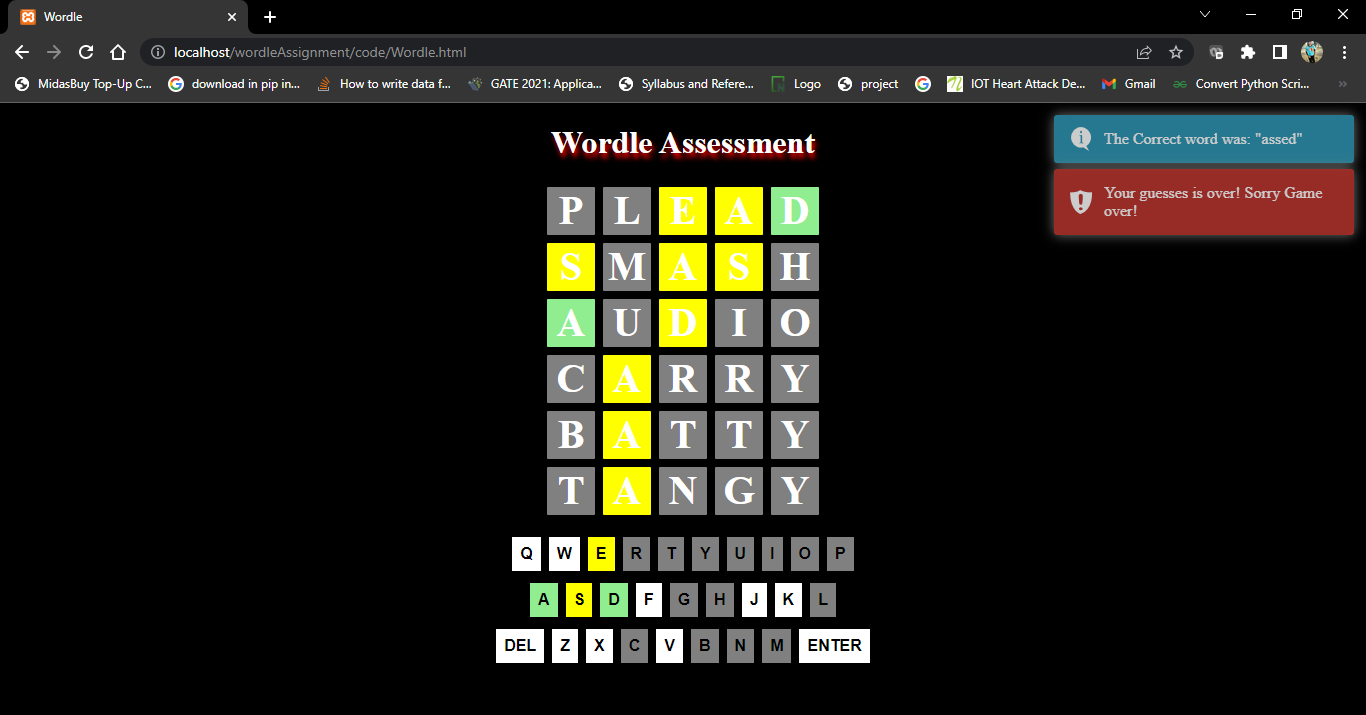 Wordle
localhost/wordleAssignment/code/Wordle.html
MidasBuy Top-Up C... download in pip in... How to write data f... GATE 2021: Applica... Syllabus and Refere... Logo project IOT Heart Attack De... Gmail Convert Python Scri... »
Wordle Assessment
The Correct word was: "assed"
Your guesses is over! Sorry Game
over!
P L E A D
S M A S H
A U D I O
C A R R Y
B A T T Y
T A N G Y
Q W E R T Y U I O P
A S D F G H J K L
DEL Z X C V B N M ENTER